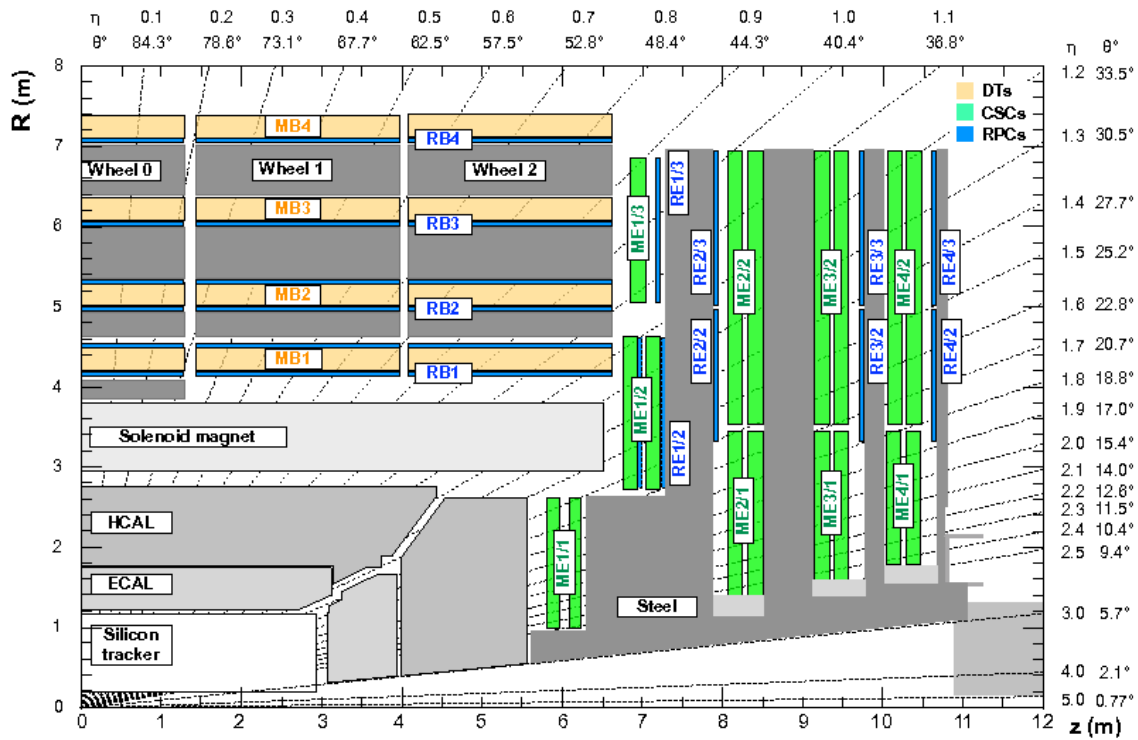 η 0.1 0.2 0.3 0.4 0.5 0.6 0.7 0.8 0.9 1.0 1.1
θ° 84.3° 78.6° 73.1° 67.7° 62.5° 57.5° 52.8° 48.4° 44.3° 40.4° 36.8° η θ°
R (m)
8
7
6
5
4
3
2
1
0
1.2 33.5°
1.3 30.5°
1.4 27.7°
1.5 25.2°
1.6 22.8°
1.7 20.7°
1.8 18.8°
1.9 17.0°
2.0 15.4°
2.1 14.0°
2.2 12.6°
2.3 11.5°
2.4 10.4°
2.5 9.4°
3.0 5.7°
4.0 2.1°
5.0 0.77°
DTs
CSCs
RPCs
MB4
RB4
Wheel 0
Wheel 1
Wheel 2
MB3
RB3
MB2
RB2
MB1
RB1
Solenoid magnet
HCAL
ECAL
Silicon
tracker
Steel
ME1/3
RE1/3
ME1/2
RE1/2
ME1/1
RE2/3
RE2/2
ME2/2
ME2/1
ME3/2
ME3/1
RE3/3
RE3/2
ME4/2
ME4/1
RE4/3
RE4/2
0 1 2 3 4 5 6 7 8 9 10 11 12
z (m)